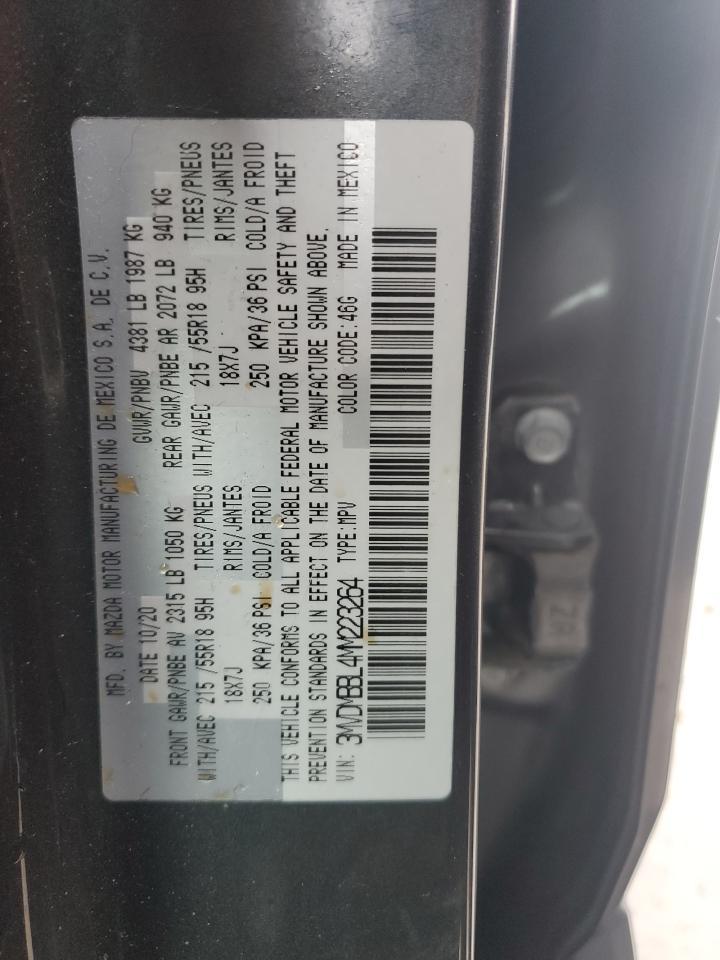 MFD. BY MAZDA MOTOR MANUFACTURING DE MEXICO S.A. DE C.V.
DATE 10/20 GVWR/PNBV 4381 LB 1987 KG
FRONT GAWR/PNBE AV 2315 LB 1050 KG REAR GAWR/PNBE AR 2072 LB 940 KG
WITH/AVEC 215 /55R18 95H TIRES/PNEUS WITH/AVEC 215 /55R18 95H TIRES/PNEUS
18X7J RIMS/JANTES 18X7J RIMS/JANTES
250 KPA/36 PSI COLD/A FROID 250 KPA/36 PSI COLD/A FROID
THIS VEHICLE CONFORMS TO ALL APPLICABLE FEDERAL MOTOR VEHICLE SAFETY AND THEFT
PREVENTION STANDARDS IN EFFECT ON THE DATE OF MANUFACTURE SHOWN ABOVE.
VIN: 3MVDMBBL4MM223264 TYPE:MPV COLOR CODE:46G MADE IN MEXICO